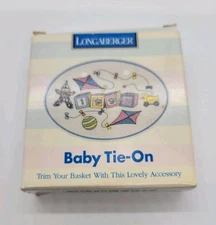 LONGABERGER
Baby Tie-On
Trim Your Basket With This Lovely Accessory